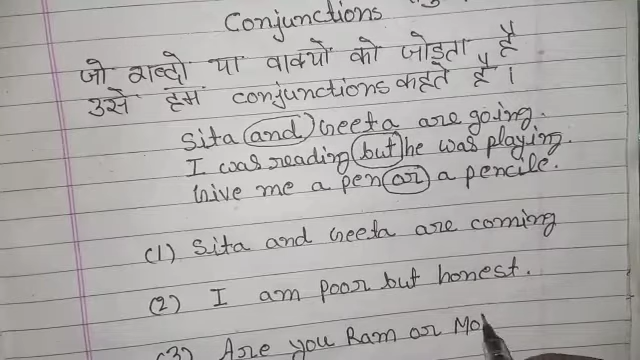 Conjunctions
जो शब्दो या वाक्यों को जोड़ता है
उसे हम conjunctions कहते हैं।
Sita and Geeta are going.
I was reading but he was playing.
Give me a pen or a pencile.
(1) Sita and Geeta are coming
(2) I am poor but honest.
(3) Are you Ram or Mo